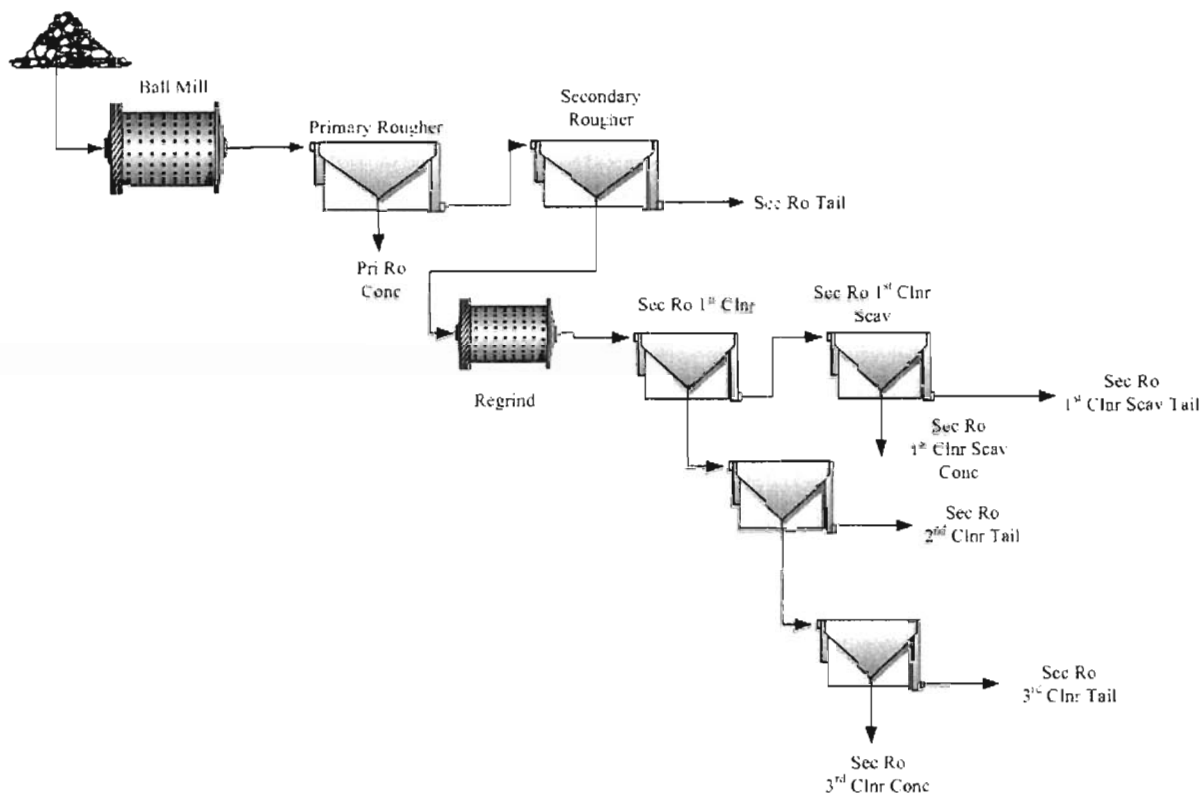 Ball Mill
Primary Rougher
Secondary
Rougher
Sec Ro Tail
Pri Ro
Conc
Regrind
Sec Ro 1st Clnr
Sec Ro 1st Clnr
Scav
Sec Ro
1st Clnr Scav Tail
Sec Ro
1st Clnr Scav
Conc
Sec Ro
2nd Clnr Tail
Sec Ro
3rd Clnr Tail
Sec Ro
3rd Clnr Conc